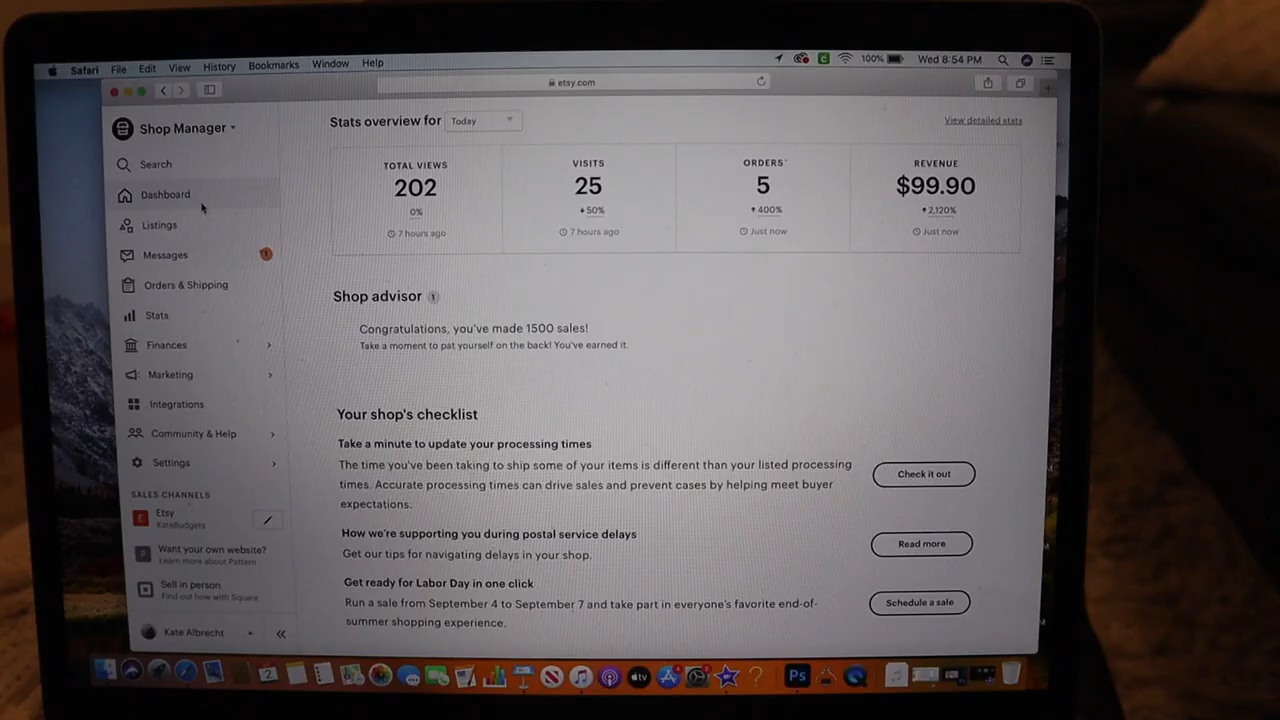 Safari File Edit View History Bookmarks Window Help 100% Wed 8:54 PM
etsy.com
Shop Manager
Search
Dashboard
Listings
Messages 1
Orders & Shipping
Stats
Finances
Marketing
Integrations
Community & Help
Settings
SALES CHANNELS
E Etsy
KateBudgets
P Want your own website?
Learn more about Pattern
Sell in person
Find out how with Square
Kate Albrecht
Stats overview for Today View detailed stats
TOTAL VIEWS VISITS ORDERS* REVENUE
202 25 5 $99.90
0% 50% 400% 2,120%
7 hours ago 7 hours ago Just now Just now
Shop advisor 1
Congratulations, you've made 1500 sales!
Take a moment to pat yourself on the back! You've earned it.
Your shop's checklist
Take a minute to update your processing times
The time you've been taking to ship some of your items is different than your listed processing
times. Accurate processing times can drive sales and prevent cases by helping meet buyer
expectations.
Check it out
How we're supporting you during postal service delays
Get our tips for navigating delays in your shop.
Read more
Get ready for Labor Day in one click
Run a sale from September 4 to September 7 and take part in everyone's favorite end-of-
summer shopping experience.
Schedule a sale
2 tv Ps